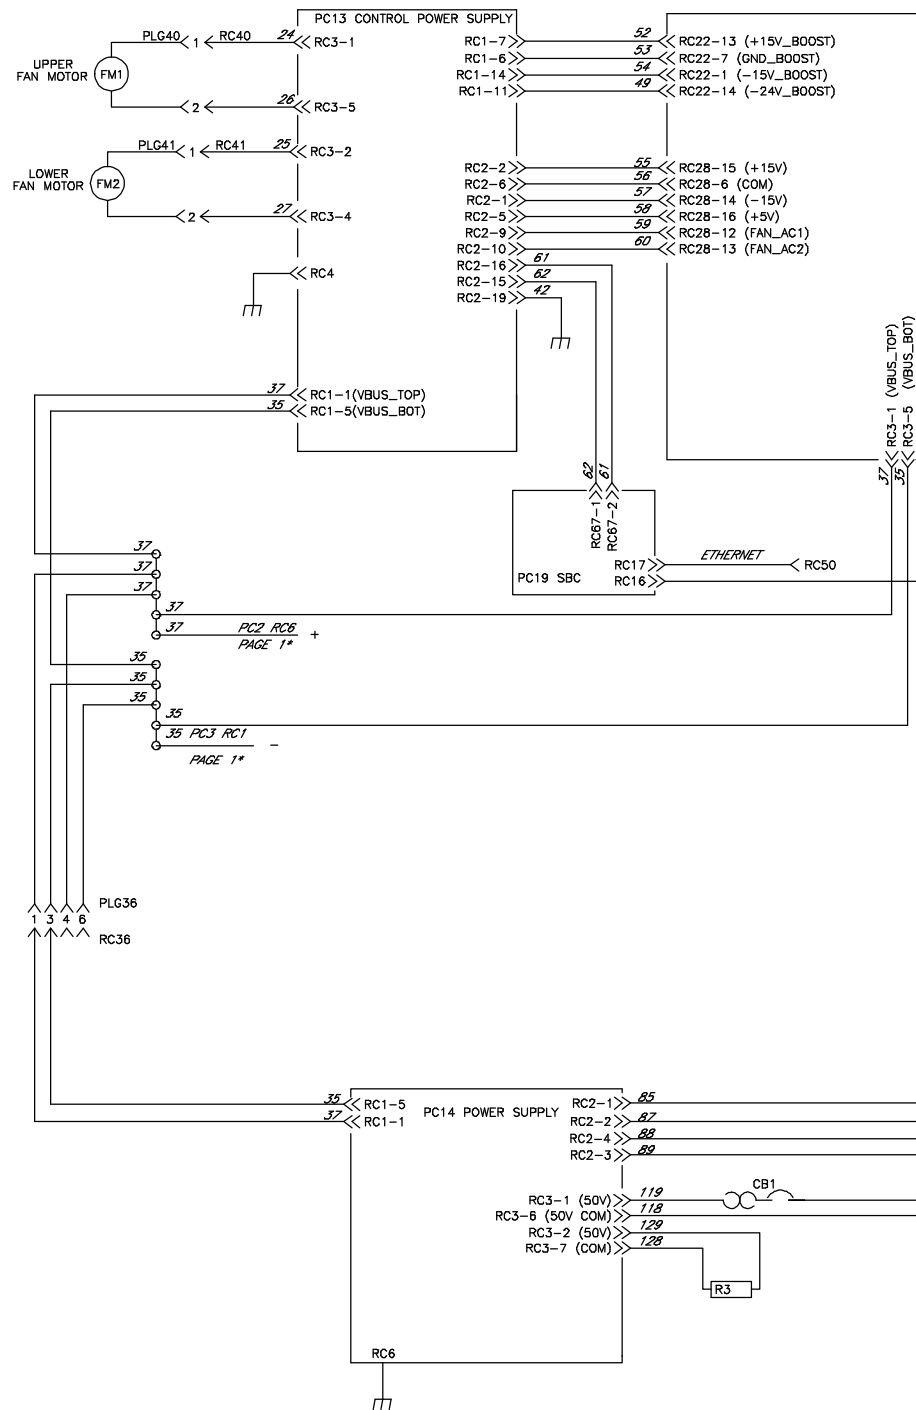 PC13 CONTROL POWER SUPPLY
PLG40 1 RC40 24 RC3-1
UPPER
FAN MOTOR FM1
2 26 RC3-5
PLG41 1 RC41 25 RC3-2
LOWER
FAN MOTOR FM2
2 27 RC3-4
RC4
RC1-7 52 RC22-13 (+15V_BOOST)
RC1-6 53 RC22-7 (GND_BOOST)
RC1-14 54 RC22-1 (-15V_BOOST)
RC1-11 49 RC22-14 (-24V_BOOST)
RC2-2 55 RC28-15 (+15V)
RC2-6 56 RC28-6 (COM)
RC2-1 57 RC28-14 (-15V)
RC2-5 58 RC28-16 (+5V)
RC2-9 59 RC28-12 (FAN_AC1)
RC2-10 60 RC28-13 (FAN_AC2)
RC2-16 61
RC2-15 62
RC2-19 42
37 RC1-1(VBUS_TOP)
35 RC1-5(VBUS_BOT)
37 RC3-1 (VBUS_TOP)
35 RC3-5 (VBUS_BOT)
62 RC67-1
61 RC67-2
PC19 SBC
RC17 ETHERNET RC50
RC16
37
37
37
37
37 PC2 RC6 +
PAGE 1*
35
35
35
35
35 PC3 RC1 -
PAGE 1*
PLG36
1 3 4 6
RC36
PC14 POWER SUPPLY
35 RC1-5
37 RC1-1
RC2-1 85
RC2-2 87
RC2-4 88
RC2-3 89
RC3-1 (50V) 119 CB1
RC3-6 (50V COM) 118
RC3-2 (50V) 129
RC3-7 (COM) 128
R3
RC6